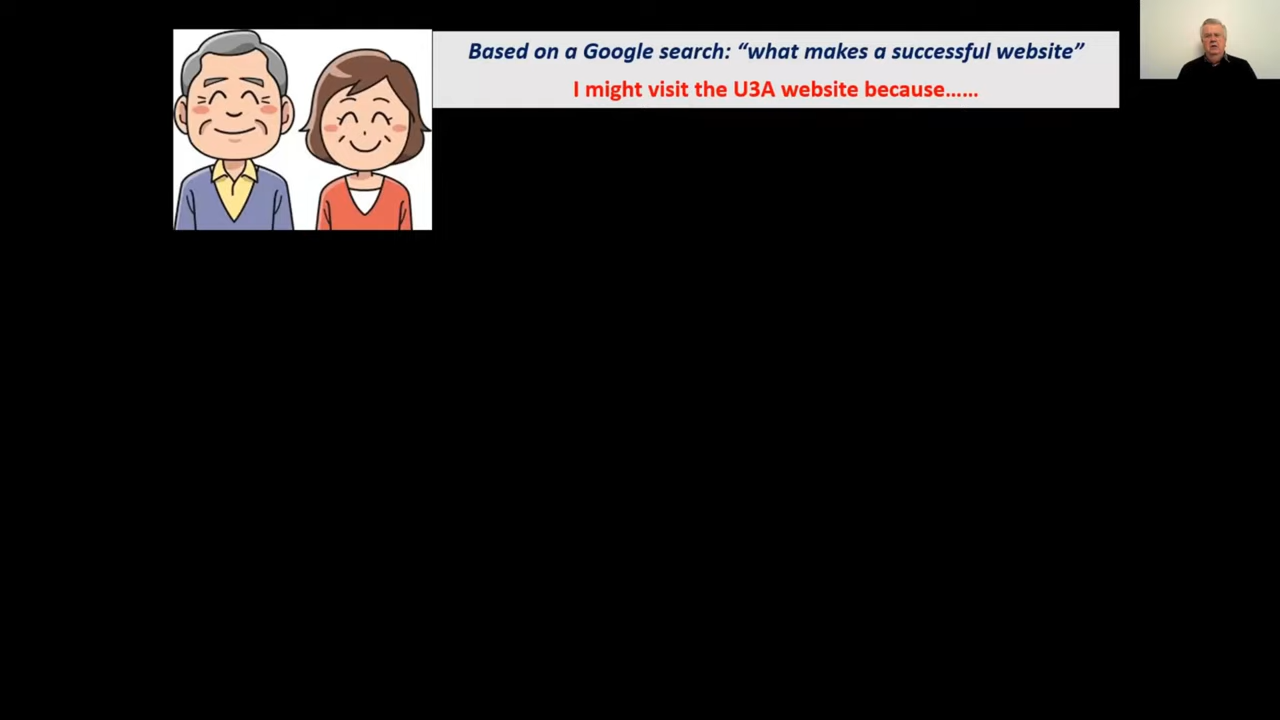 Based on a Google search: “what makes a successful website”
I might visit the U3A website because……